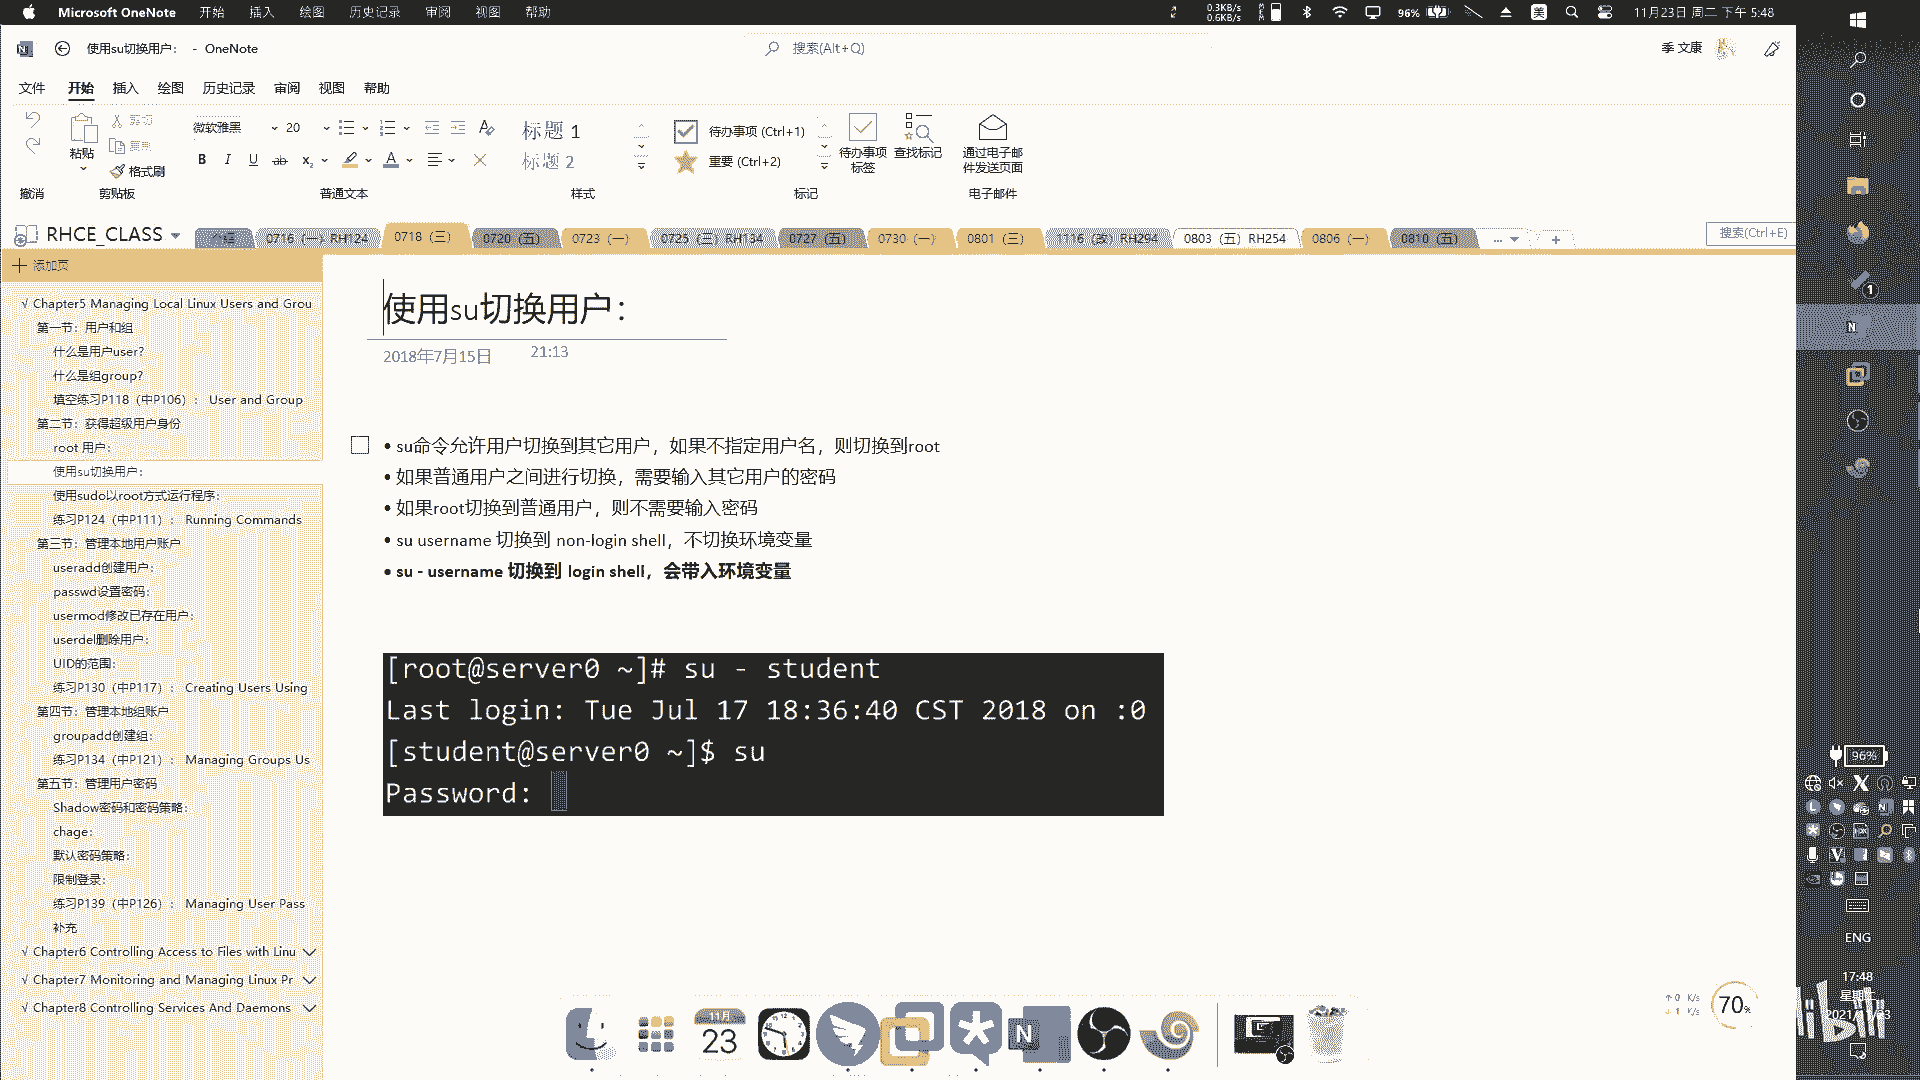 Microsoft OneNote 开始 插入 绘图 历史记录 审阅 视图 帮助
0.3KB/s
0.6KB/s
96%
美
11月23日 周二 下午 5:48
使用su切换用户： - OneNote
搜索(Alt+Q)
季 文康
文件 开始 插入 绘图 历史记录 审阅 视图 帮助
剪切
复制
格式刷
粘贴
微软雅黑 20
B I U ab x₂ A
标题 1
标题 2
待办事项 (Ctrl+1)
重要 (Ctrl+2)
待办事项
标签
查找标记
通过电子邮
件发送页面
撤消 剪贴板 普通文本 样式 标记 电子邮件
RHCE_CLASS
0716（一）RH124 0718（三） 0720（五） 0723（一） 0725（三）RH134 0727（五） 0730（一） 0801（三） 1116（改）RH294 0803（五）RH254 0806（一） 0810（五） ...
搜索(Ctrl+E)
添加页
√ Chapter5 Managing Local Linux Users and Grou
第一节：用户和组
什么是用户user?
什么是组group?
填空练习P118（中P106）： User and Group
第二节：获得超级用户身份
root 用户：
使用su切换用户：
使用sudo以root方式运行程序：
练习P124（中P111）： Running Commands
第三节：管理本地用户账户
useradd创建用户：
passwd设置密码：
usermod修改已存在用户：
userdel删除用户：
UID的范围：
练习P130（中P117）： Creating Users Using
第四节：管理本地组账户
groupadd创建组：
练习P134（中P121）： Managing Groups Us
第五节：管理用户密码
Shadow密码和密码策略：
chage：
默认密码策略：
限制登录：
练习P139（中P126）： Managing User Pass
补充
√ Chapter6 Controlling Access to Files with Linu
√ Chapter7 Monitoring and Managing Linux Pr
√ Chapter8 Controlling Services And Daemons
使用su切换用户：
2018年7月15日 21:13
• su命令允许用户切换到其它用户，如果不指定用户名，则切换到root
• 如果普通用户之间进行切换，需要输入其它用户的密码
• 如果root切换到普通用户，则不需要输入密码
• su username 切换到 non-login shell，不切换环境变量
• su - username 切换到 login shell，会带入环境变量
[root@server0 ~]# su - student
Last login: Tue Jul 17 18:36:40 CST 2018 on :0
[student@server0 ~]$ su
Password:
11月
23
N
1
N
96%
ENG
17:48
↑ 0 K/s
↓ 1 K/s
70%